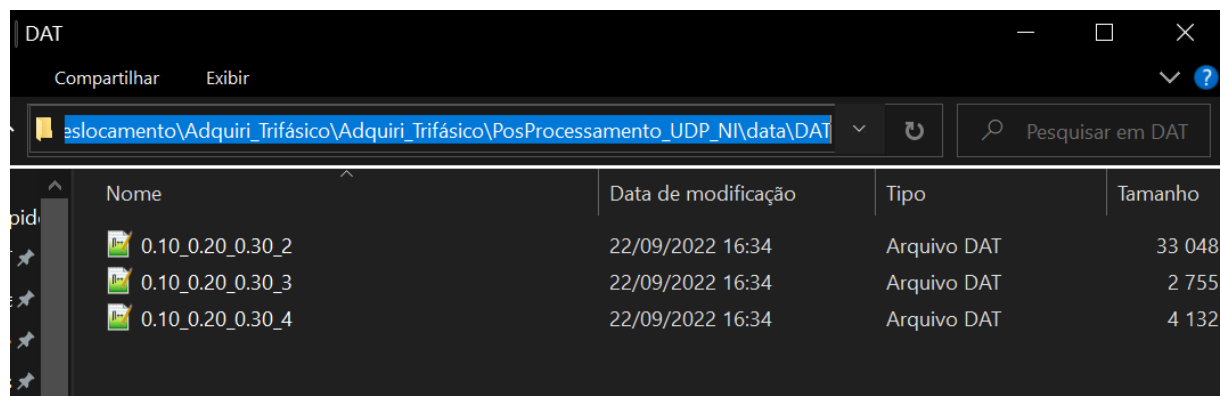 DAT
Compartilhar Exibir
eslocamento\Adquiri_Trifásico\Adquiri_Trifásico\PosProcessamento_UDP_NI\data\DAT Pesquisar em DAT
Nome Data de modificação Tipo Tamanho
0.10_0.20_0.30_2 22/09/2022 16:34 Arquivo DAT 33 048
0.10_0.20_0.30_3 22/09/2022 16:34 Arquivo DAT 2 755
0.10_0.20_0.30_4 22/09/2022 16:34 Arquivo DAT 4 132